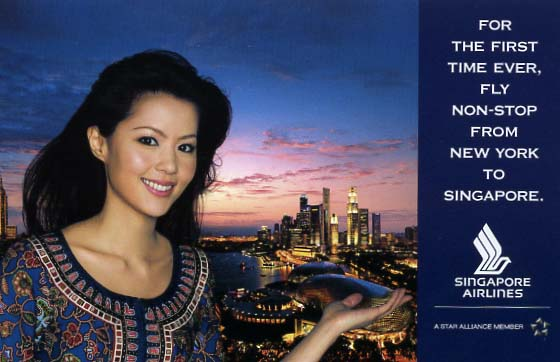 FOR
THE FIRST
TIME EVER,
FLY
NON-STOP
FROM
NEW YORK
TO
SINGAPORE.
SINGAPORE
AIRLINES
A STAR ALLIANCE MEMBER